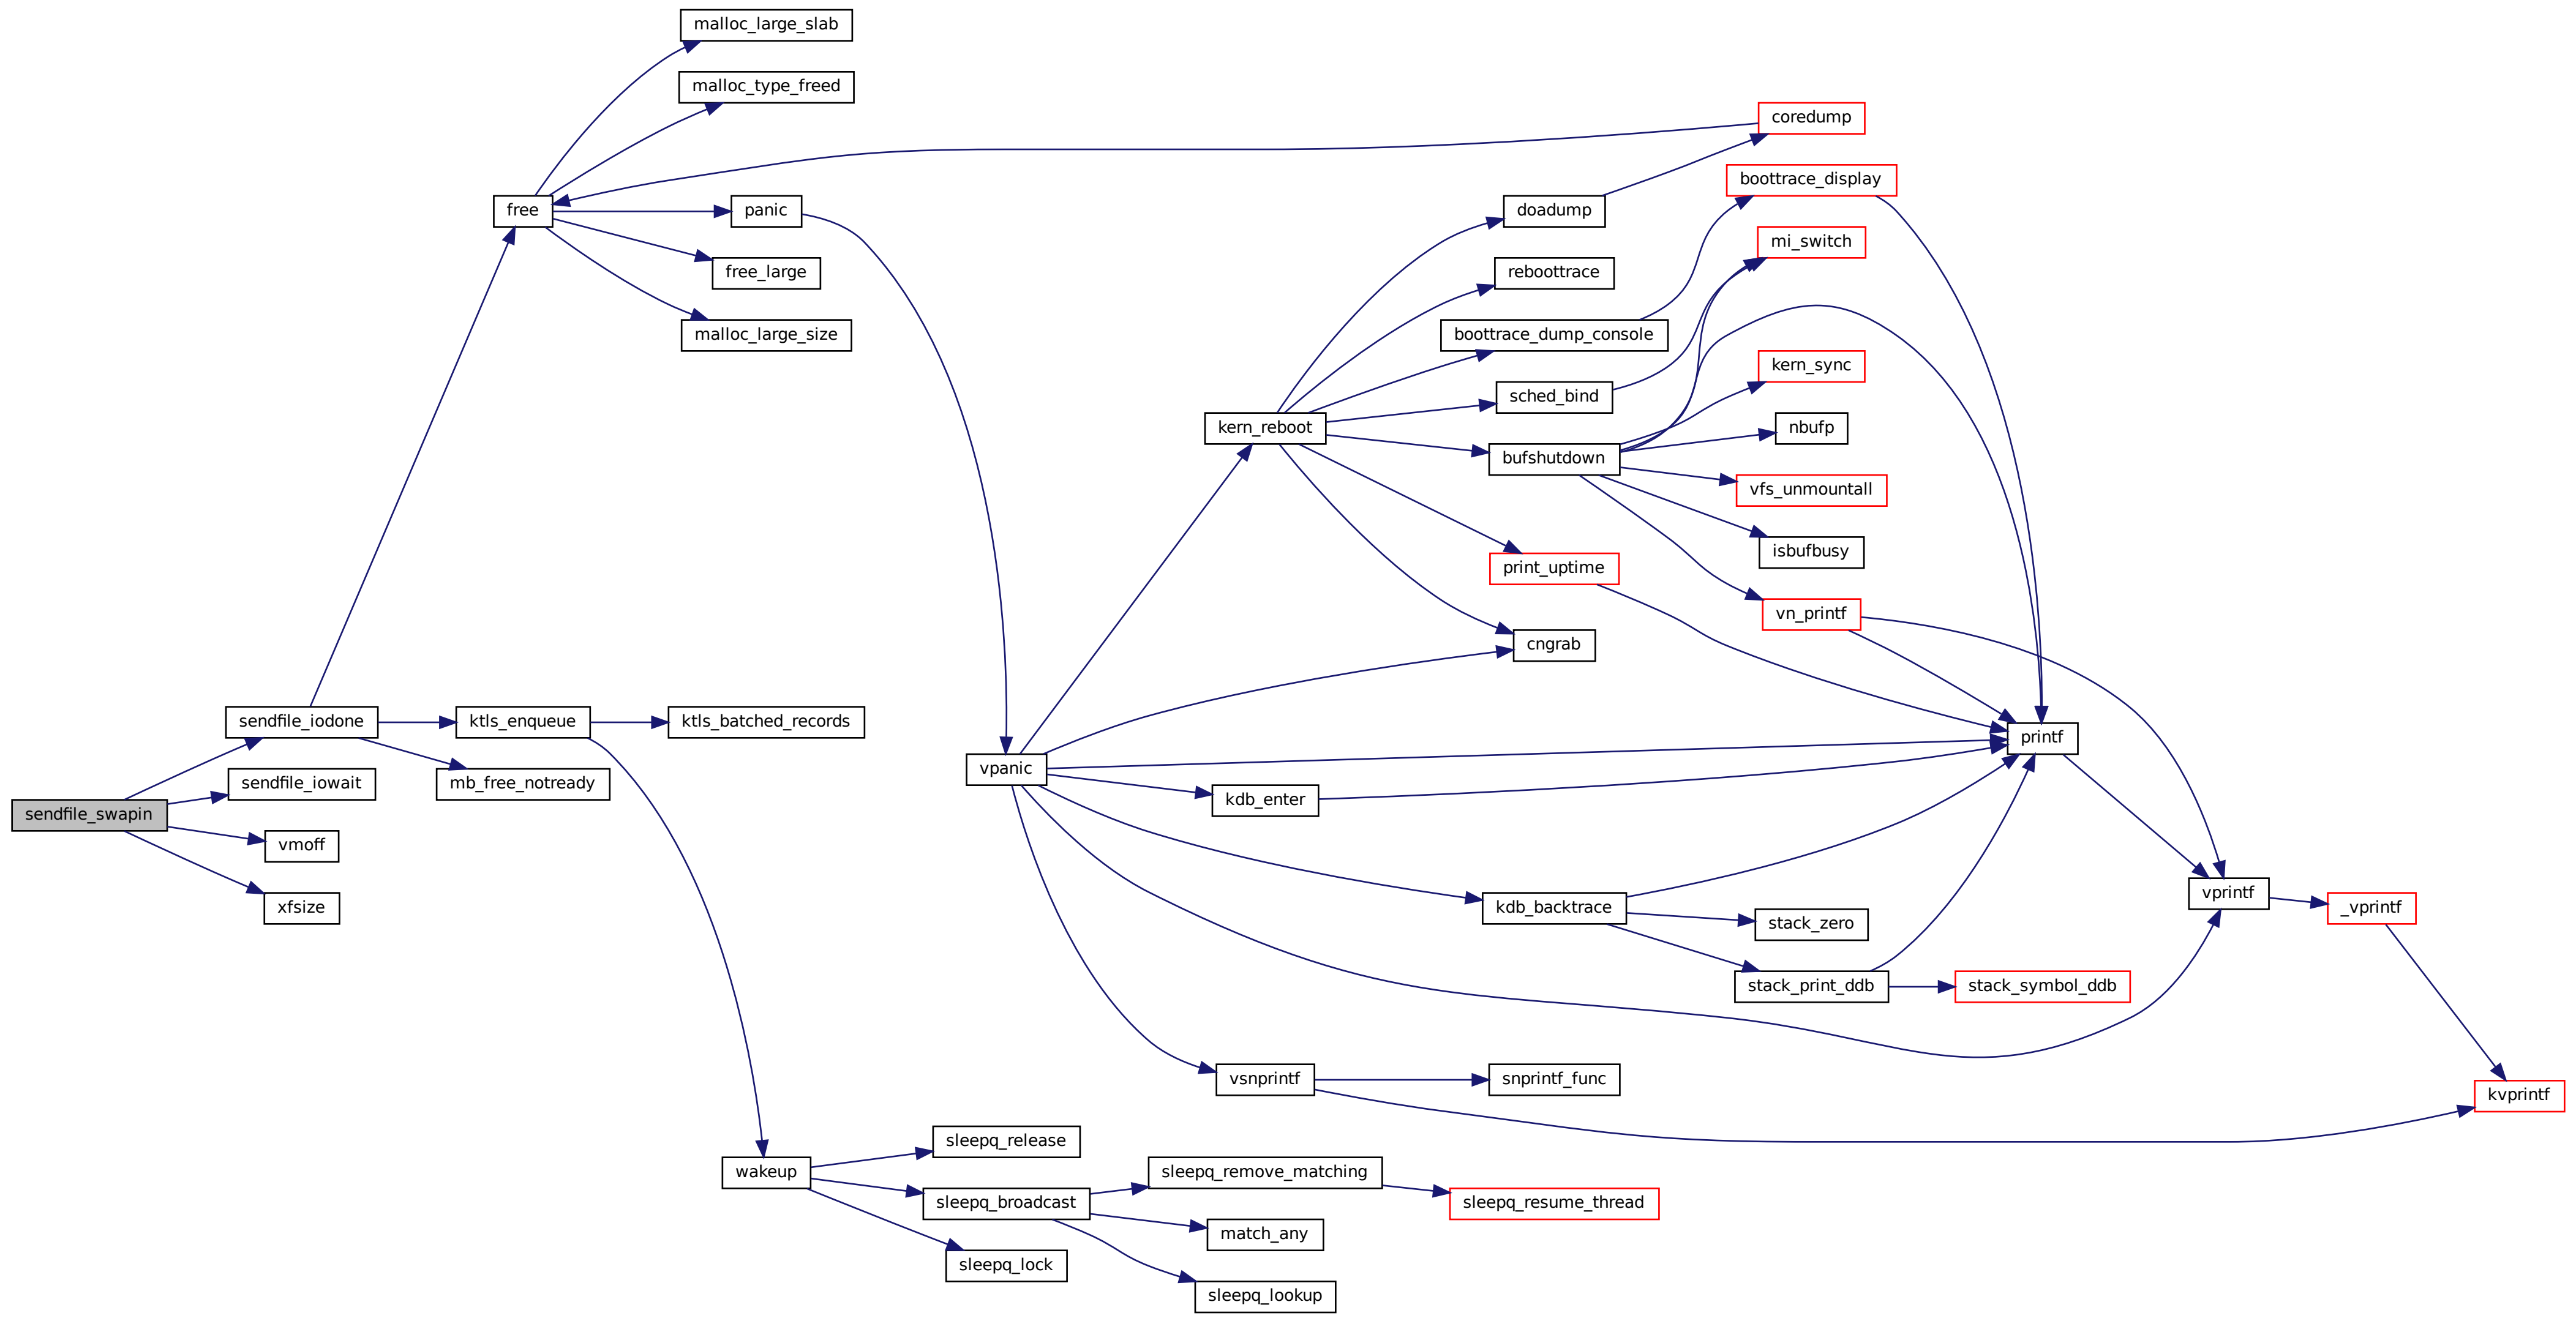 malloc_large_slab
malloc_type_freed
coredump
boottrace_display
free
panic
doadump
mi_switch
free_large
reboottrace
malloc_large_size
boottrace_dump_console
kern_sync
sched_bind
kern_reboot
nbufp
bufshutdown
vfs_unmountall
isbufbusy
print_uptime
vn_printf
cngrab
sendfile_iodone
ktls_enqueue
ktls_batched_records
printf
vpanic
sendfile_iowait
mb_free_notready
kdb_enter
sendfile_swapin
vmoff
vprintf
xfsize
kdb_backtrace
_vprintf
stack_zero
stack_print_ddb
stack_symbol_ddb
vsnprintf
snprintf_func
kvprintf
sleepq_release
wakeup
sleepq_remove_matching
sleepq_broadcast
sleepq_resume_thread
match_any
sleepq_lock
sleepq_lookup